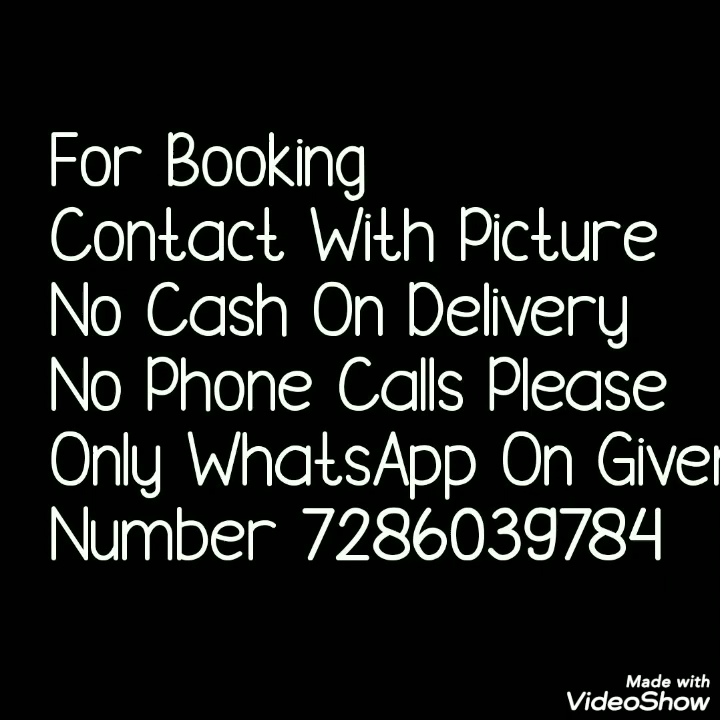 For Booking
Contact With Picture
No Cash On Delivery
No Phone Calls Please
Only WhatsApp On Given
Number 7286039784
Made with
VideoShow